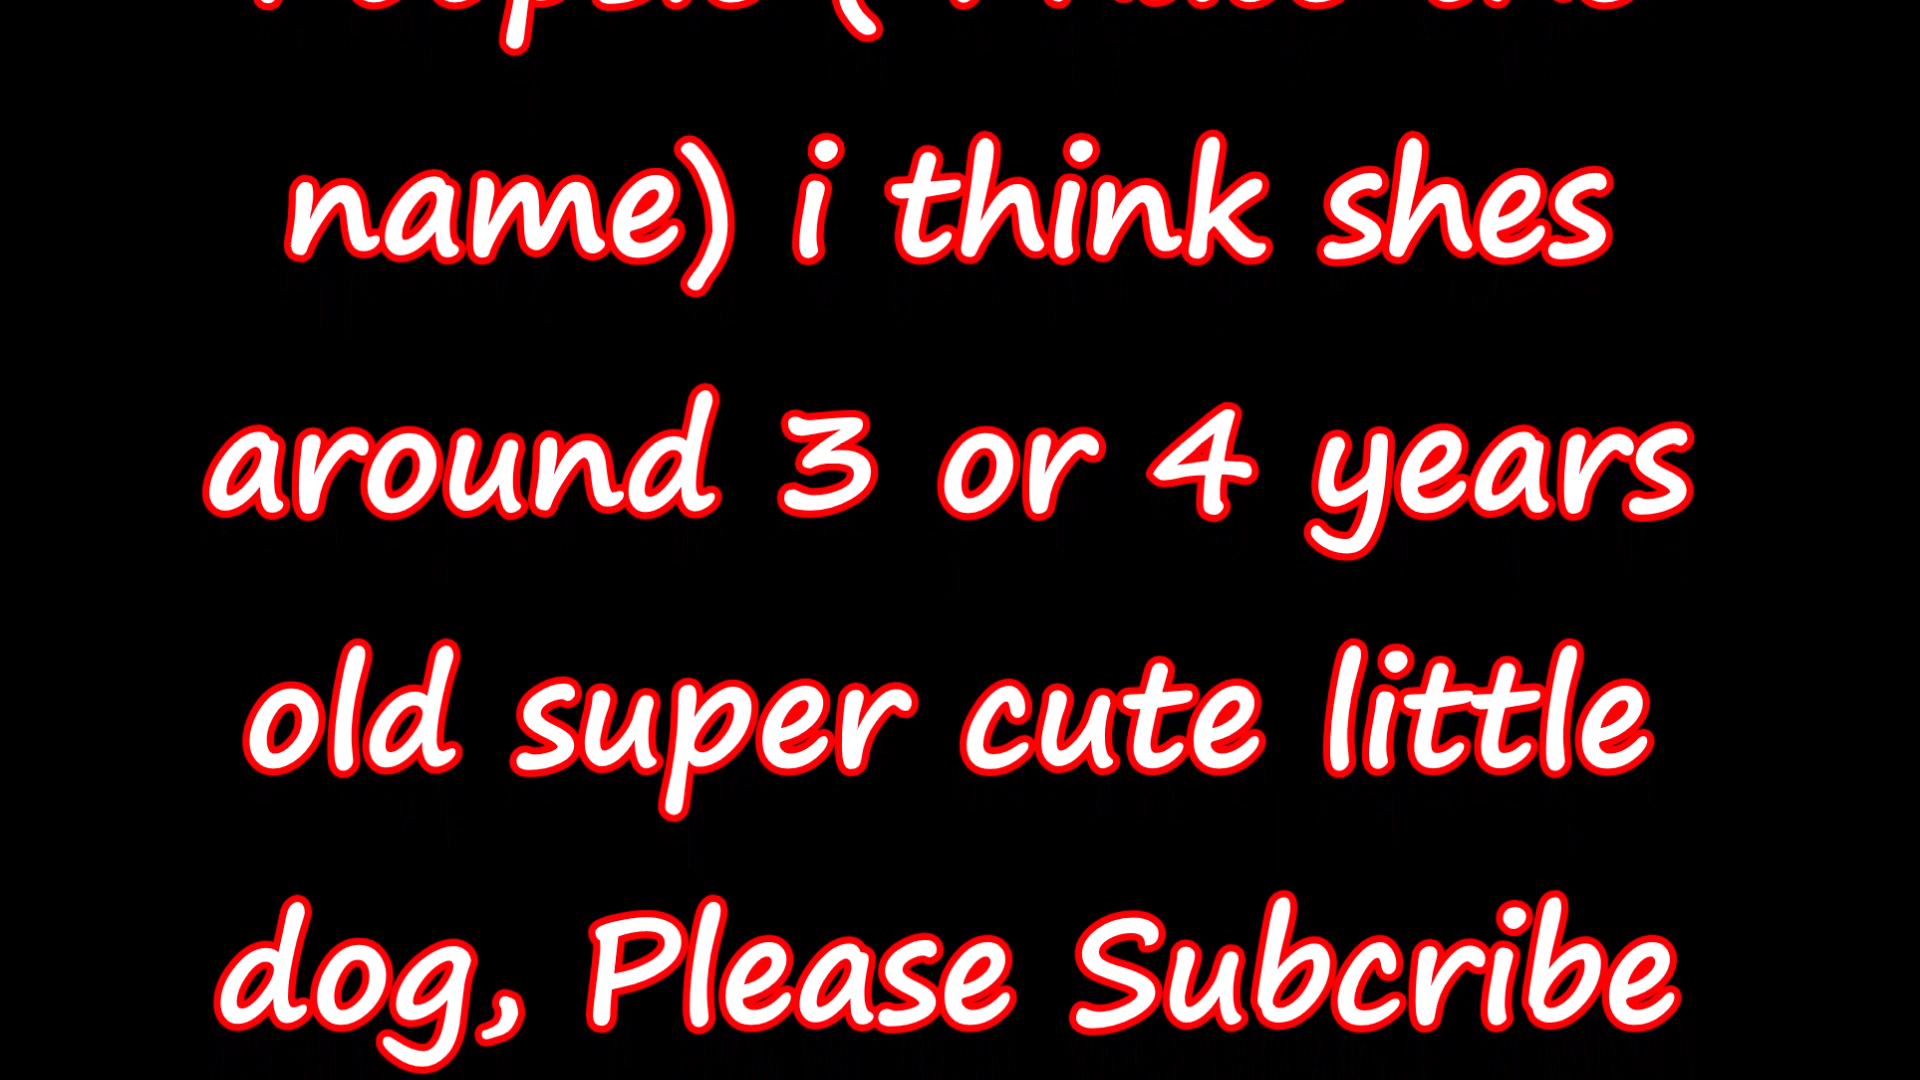 name) i think shes
around 3 or 4 years
old super cute little
dog, Please Subcribe